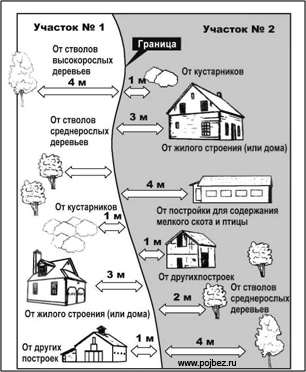 Участок № 1
Участок № 2
Граница
От стволов
высокорослых
деревьев
4 м
1 м
От кустарников
3 м
От жилого строения (или дома)
От стволов
среднерослых
деревьев
2 м
4 м
От постройки для содержания
мелкого скота и птицы
От кустарников
1 м
1 м
От другихпостроек
3 м
От жилого строения (или дома)
2 м
От стволов
среднерослых
деревьев
От других
построек
1 м
4 м
www.pojbez.ru